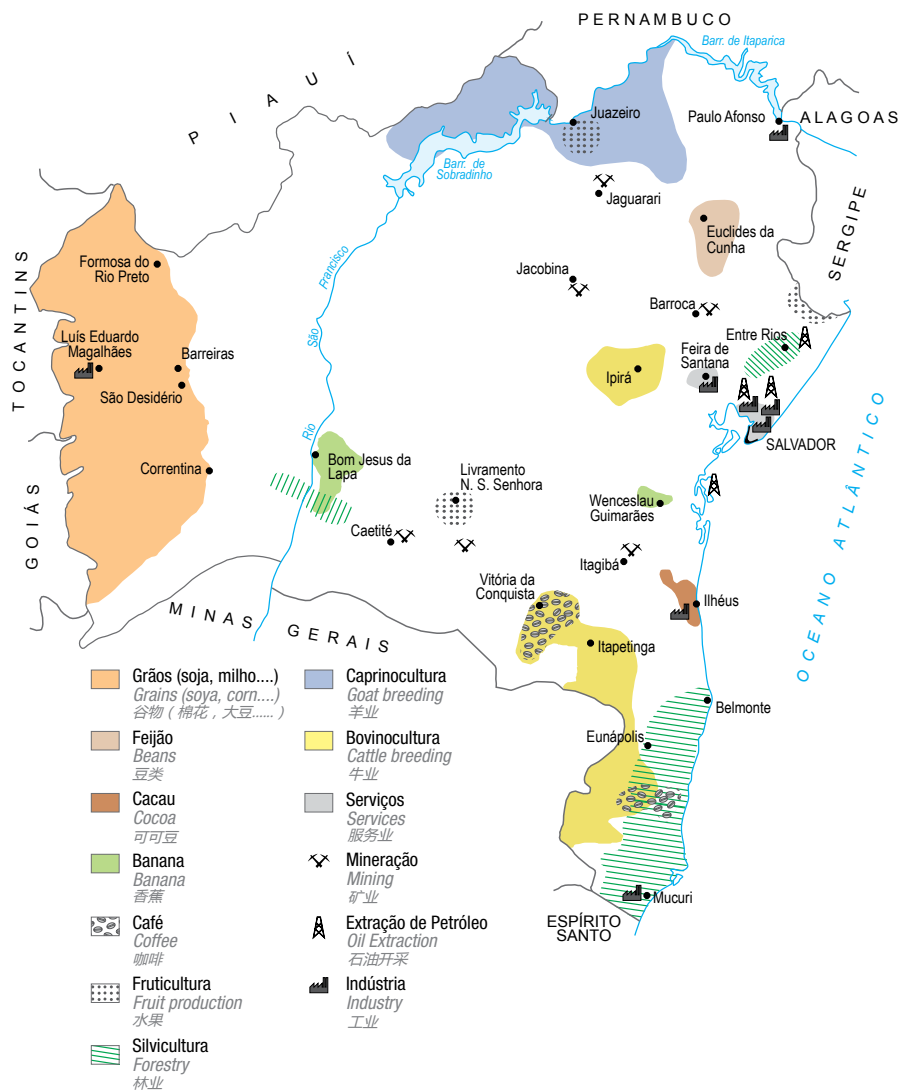 PERNAMBUCO
Barr. de Itaparica
PIAUÍ
Juazeiro
Paulo Afonso
ALAGOAS
Barr. de
Sobradinho
Jaguarari
SERGIPE
Euclides da
Cunha
Formosa do
Rio Preto
Francisco
Jacobina
TOCANTINS
Barroca
São
Luís Eduardo
Magalhães
Barreiras
Entre Rios
Feira de
Santana
Ipirá
São Desidério
Rio
SALVADOR
OCEANO ATLÂNTICO
Bom Jesus da
Lapa
Correntina
Livramento
N. S. Senhora
Wenceslau
Guimarães
GOIÁS
Caetité
Itagibá
Vitória da
Conquista
Ilhéus
MINAS GERAIS
Itapetinga
Belmonte
Eunápolis
Mucuri
ESPÍRITO
SANTO
Grãos (soja, milho....)
Grains (soya, corn....)
谷物（棉花，大豆......）
Feijão
Beans
豆类
Cacau
Cocoa
可可豆
Banana
Banana
香蕉
Café
Coffee
咖啡
Fruticultura
Fruit production
水果
Silvicultura
Forestry
林业
Caprinocultura
Goat breeding
羊业
Bovinocultura
Cattle breeding
牛业
Serviços
Services
服务业
Mineração
Mining
矿业
Extração de Petróleo
Oil Extraction
石油开采
Indústria
Industry
工业